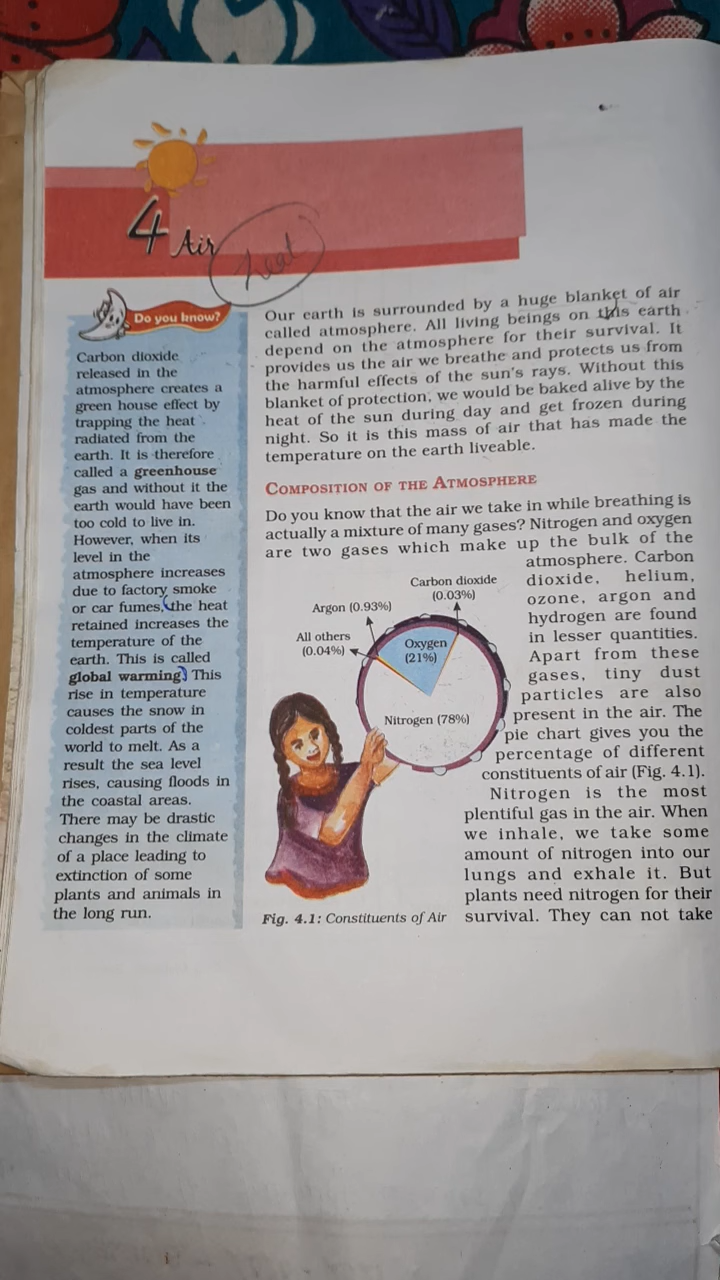 4 Air
heat
Do you know?
Carbon dioxide
released in the
atmosphere creates a
green house effect by
trapping the heat
radiated from the
earth. It is therefore
called a greenhouse
gas and without it the
earth would have been
too cold to live in.
However, when its
level in the
atmosphere increases
due to factory smoke
or car fumes, the heat
retained increases the
temperature of the
earth. This is called
global warming. This
rise in temperature
causes the snow in
coldest parts of the
world to melt. As a
result the sea level
rises, causing floods in
the coastal areas.
There may be drastic
changes in the climate
of a place leading to
extinction of some
plants and animals in
the long run.
Our earth is surrounded by a huge blanket of air
called atmosphere. All living beings on this earth
depend on the atmosphere for their survival. It
provides us the air we breathe and protects us from
the harmful effects of the sun's rays. Without this
blanket of protection, we would be baked alive by the
heat of the sun during day and get frozen during
night. So it is this mass of air that has made the
temperature on the earth liveable.
COMPOSITION OF THE ATMOSPHERE
Do you know that the air we take in while breathing is
actually a mixture of many gases? Nitrogen and oxygen
are two gases which make up the bulk of the
atmosphere. Carbon
dioxide, helium,
ozone, argon and
hydrogen are found
in lesser quantities.
Apart from these
gases, tiny dust
particles are also
present in the air. The
pie chart gives you the
percentage of different
constituents of air (Fig. 4.1).
Nitrogen is the most
plentiful gas in the air. When
we inhale, we take some
amount of nitrogen into our
lungs and exhale it. But
plants need nitrogen for their
survival. They can not take
Carbon dioxide
(0.03%)
Argon (0.93%)
All others
(0.04%)
Oxygen
(21%)
Nitrogen (78%)
Fig. 4.1: Constituents of Air